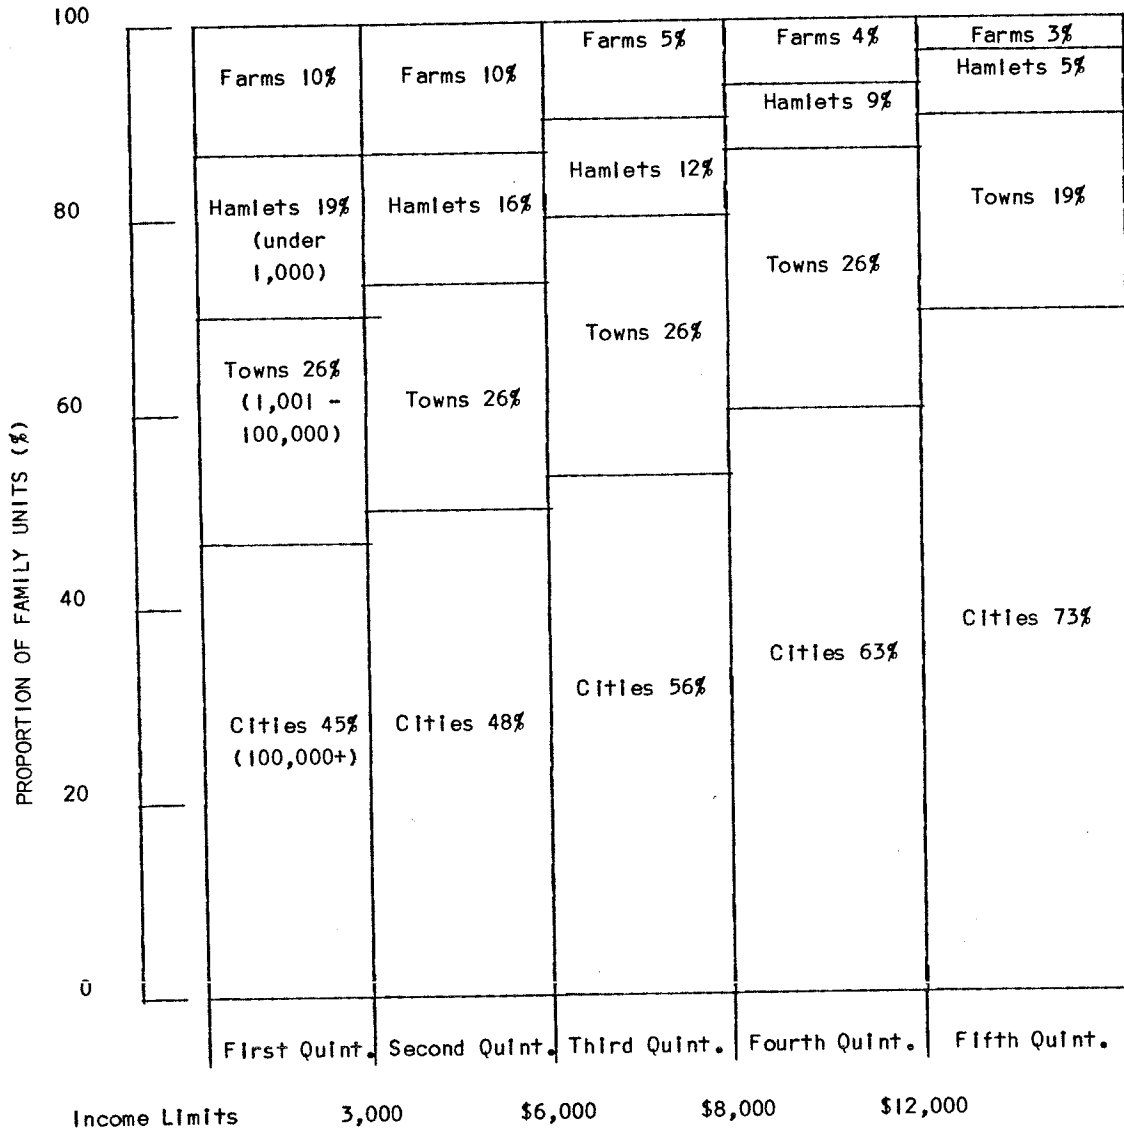 100
80
60
40
20
0
PROPORTION OF FAMILY UNITS (%)
Farms 10%
Hamlets 19%
(under
1,000)
Towns 26%
(1,001 -
100,000)
Cities 45%
(100,000+)
Farms 10%
Hamlets 16%
Towns 26%
Cities 48%
Farms 5%
Hamlets 12%
Towns 26%
Cities 56%
Farms 4%
Hamlets 9%
Towns 26%
Cities 63%
Farms 3%
Hamlets 5%
Towns 19%
Cities 73%
First Quint. Second Quint. Third Quint. Fourth Quint. Fifth Quint.
Income Limits 3,000 $6,000 $8,000 $12,000